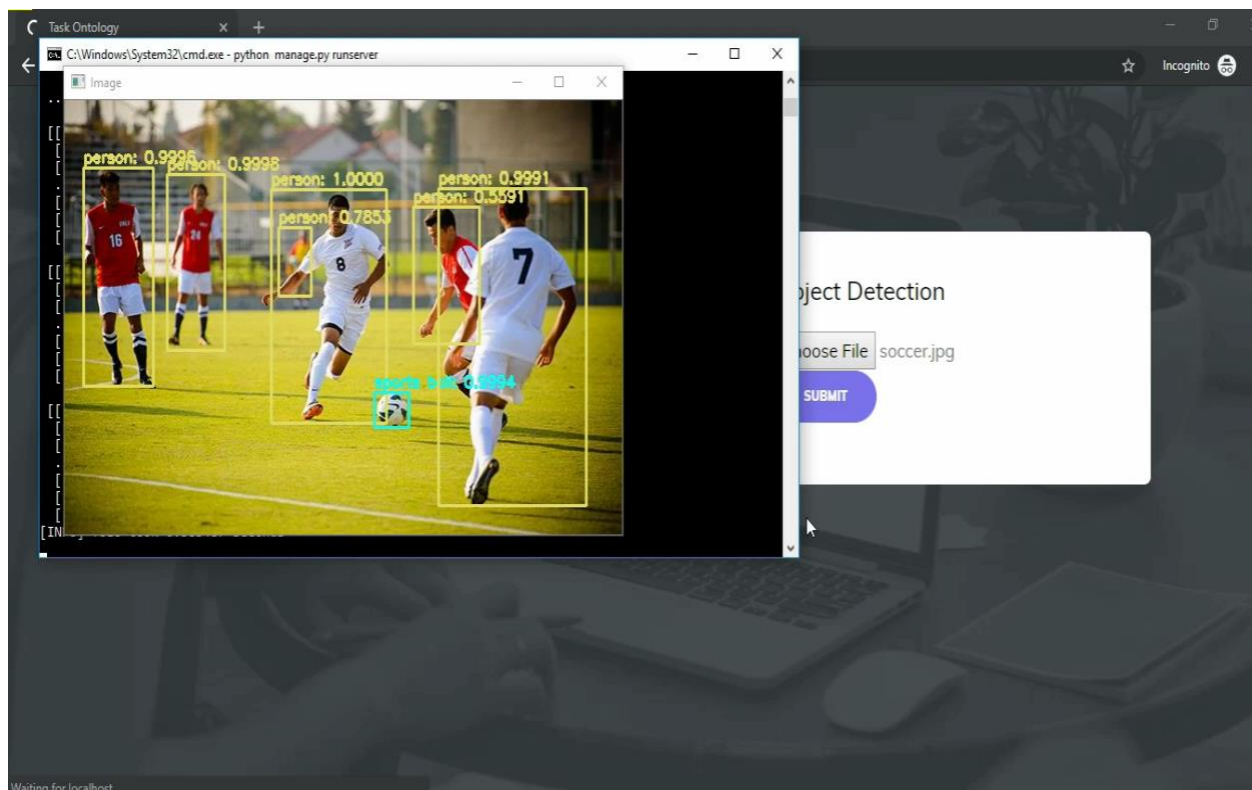 Task Ontology
C:\Windows\System32\cmd.exe - python manage.py runserver
Incognito
Image
person: 0.9996
person: 0.9998
person: 1.0000
person: 0.9991
person: 0.5591
person: 0.7853
16
24
8
7
sports ball: 0.9994
ject Detection
oose File soccer.jpg
SUBMIT
Waiting for localhost